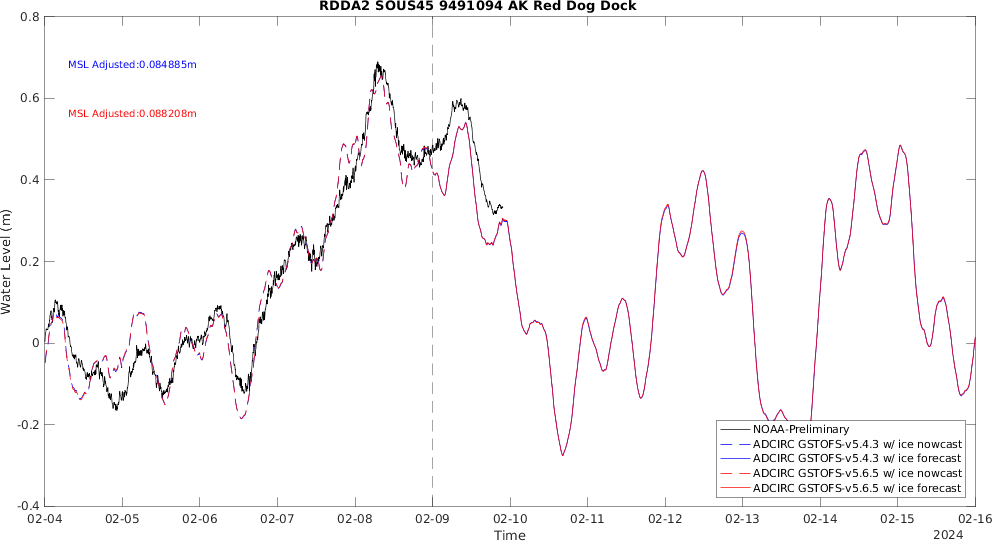 RDDA2 SOUS45 9491094 AK Red Dog Dock
MSL Adjusted:0.084885m
MSL Adjusted:0.088208m
Water Level (m)
0.8
0.6
0.4
0.2
0
-0.2
-0.4
NOAA-Preliminary
ADCIRC GSTOFS-v5.4.3 w/ ice nowcast
ADCIRC GSTOFS-v5.4.3 w/ ice forecast
ADCIRC GSTOFS-v5.6.5 w/ ice nowcast
ADCIRC GSTOFS-v5.6.5 w/ ice forecast
02-04 02-05 02-06 02-07 02-08 02-09 02-10 02-11 02-12 02-13 02-14 02-15 02-16
Time
2024